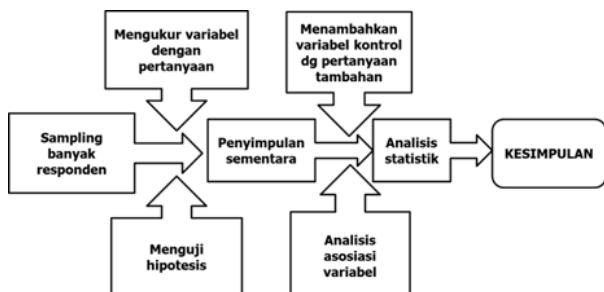 Mengukur variabel
dengan
pertanyaan
Menambahkan
variabel kontrol
dg pertanyaan
tambahan
Sampling
banyak
responden
Penyimpulan
sementara
Analisis
statistik
KESIMPULAN
Menguji
hipotesis
Analisis
asosiasi
variabel